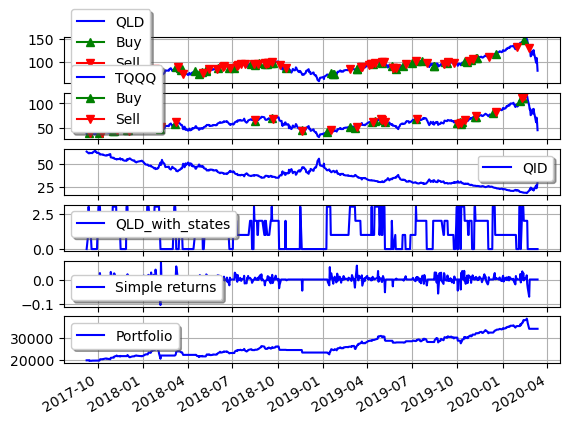 QLD
Buy
Sell
150
100
TQQQ
Buy
Sell
100
50
QID
50
25
QLD_with_states
2.5
0.0
Simple returns
0.0
−0.1
Portfolio
30000
20000
2017-10 2018-01 2018-04 2018-07 2018-10 2019-01 2019-04 2019-07 2019-10 2020-01 2020-04